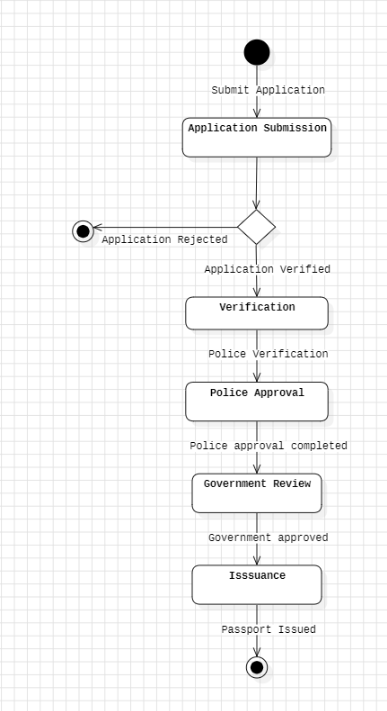 Submit Application
Application Submission
Application Rejected
Application Verified
Verification
Police Verification
Police Approval
Police approval completed
Government Review
Government approved
Isssuance
Passport Issued